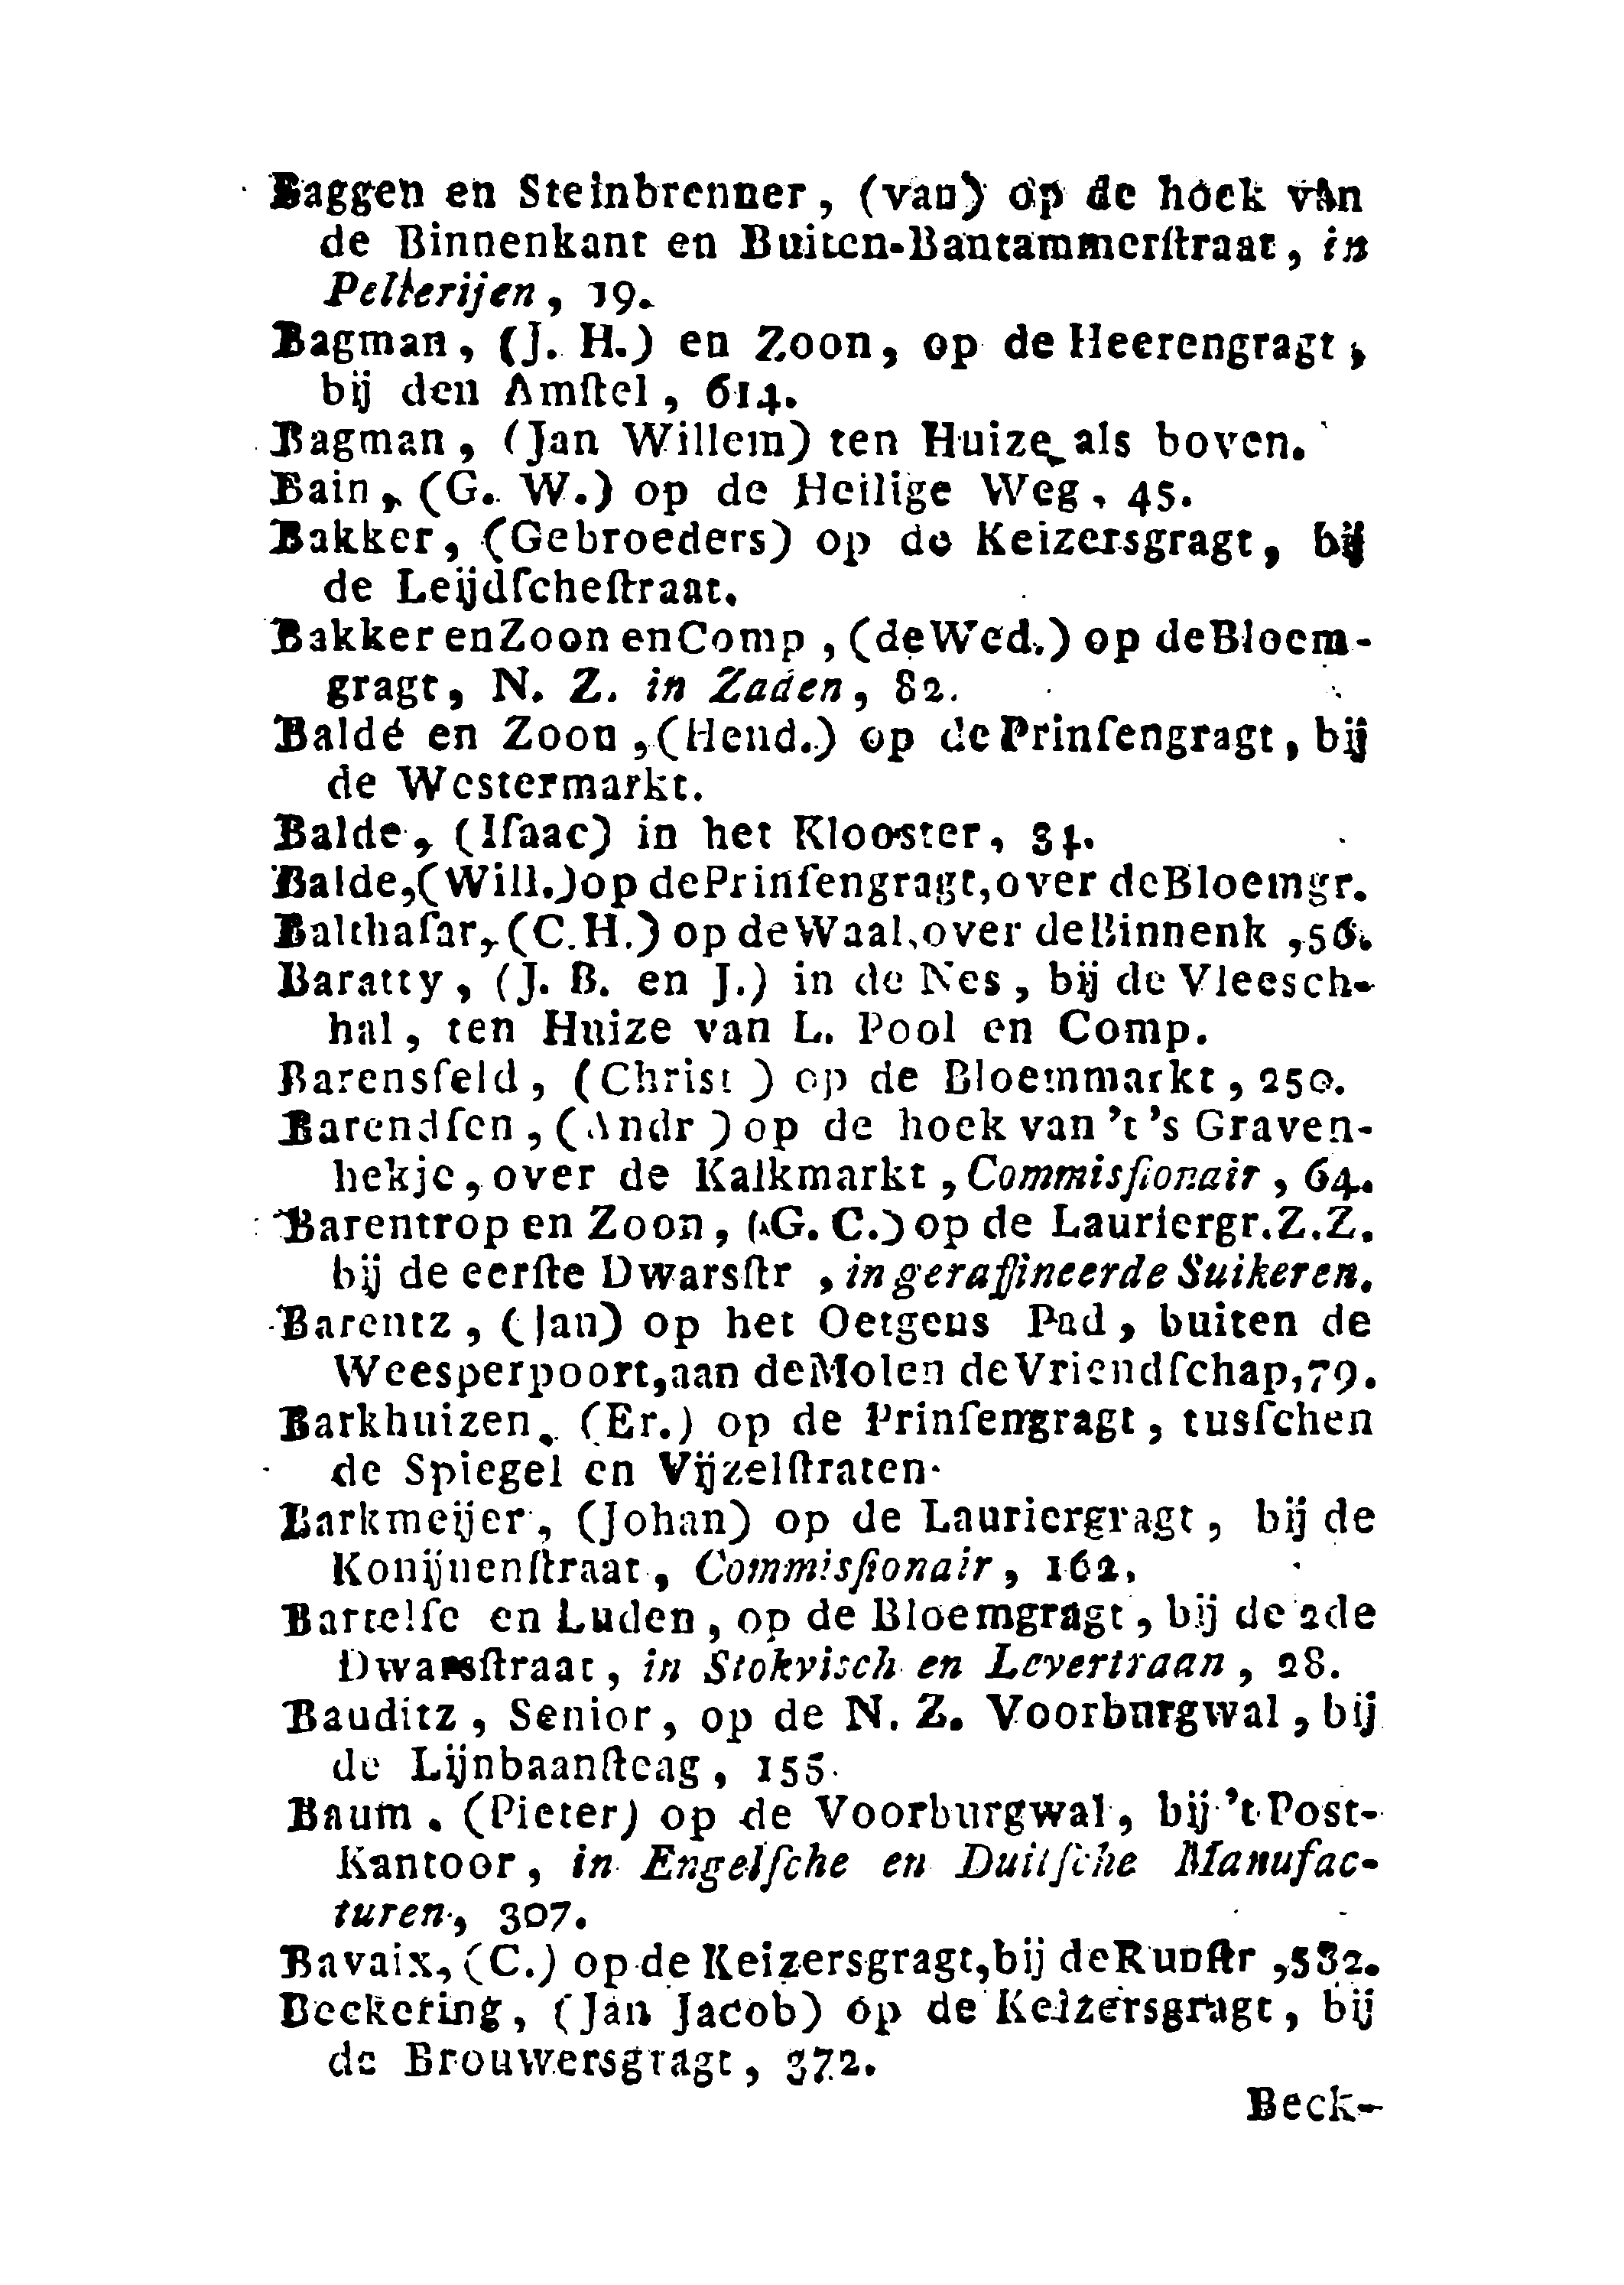 Baggen en Steinbrenner, (van) op de hoek van
de Binnenkant en Buiten-Bantammerſtraat, in
Pelterijen, 19.
Bagman, (J. H.) en Zoon, op de Heerengragt,
bij den Amſtel, 614.
Bagman, (Jan Willem) ten Huize als boven.
Bain, (G. W.) op de Heilige Weg, 45.
Bakker, (Gebroeders) op de Keizersgragt, bij
de Leijdſcheſtraat.
Bakker en Zoon en Comp, (de Wed.) op de Bloem-
gragt, N. Z. in Zaden, 82.
Baldé en Zoon, (Hend.) op de Prinſengragt, bij
de Westermarkt.
Balde, (Iſaac) in het Klooster, 34.
Balde, (Will.) op de Prinſengragt, over de Bloemgr.
Balthaſar, (C. H.) op de Waal, over de Binnenk, 56.
Baratty, (J. B. en J.) in de Nes, bij de Vleesch-
hal, ten Huize van L. Pool en Comp.
Barensfeld, (Christ) op de Bloemmarkt, 250.
Barendſen, (Andr) op de hoek van 't 's Graven-
hekje, over de Kalkmarkt, Commisſionair, 64.
Barentrop en Zoon, (G. C.) op de Lauriergr. Z. Z.
bij de eerſte Dwarsſtr, in geraffineerde Suikeren.
Barentz, (Jan) op het Oetgens Pad, buiten de
Weesperpoort, aan de Molen de Vriendſchap, 79.
Barkhuizen, (Er.) op de Prinſengragt, tusſchen
de Spiegel en Vijzelſtraten.
Barkmeijer, (Johan) op de Lauriergragt, bij de
Konijnenſtraat, Commisſionair, 162.
Bartelſe en Luden, op de Bloemgragt, bij de 2de
Dwarsſtraat, in Stokvisch en Levertraan, 28.
Bauditz, Senior, op de N. Z. Voorburgwal, bij
de Lijnbaanſteag, 155.
Baum. (Pieter) op de Voorburgwal, bij 't Post-
Kantoor, in Engelſche en Duitſche Manufac-
turen, 307.
Bavaix, (C.) op de Keizersgragt, bij de Runſtr, 532.
Beckering, (Jan Jacob) op de Keizersgragt, bij
de Brouwersgragt, 372.
Beck-